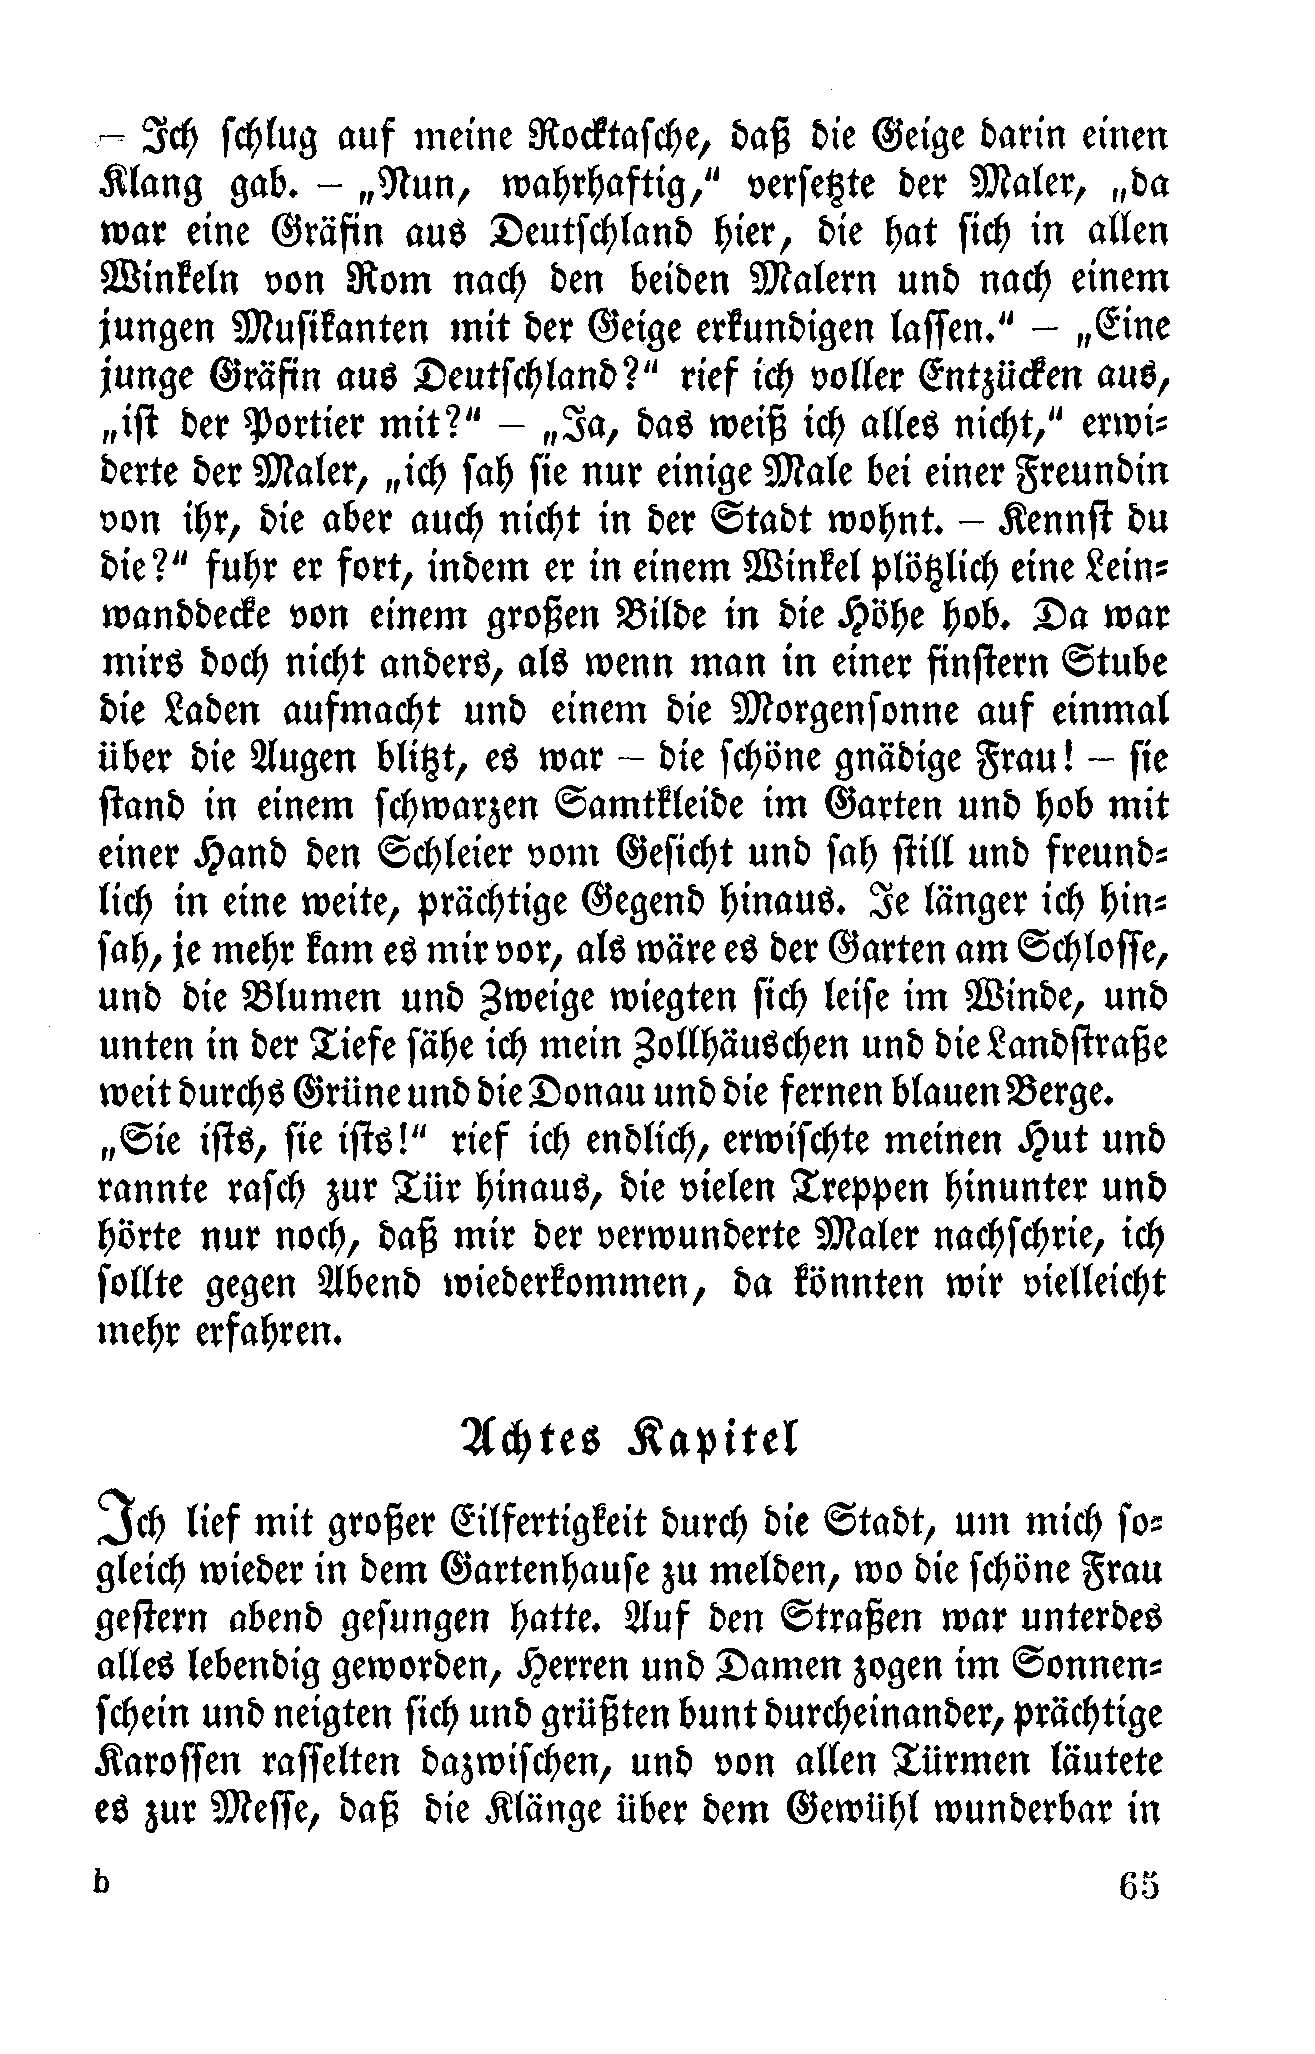 – Ich schlug auf meine Rocktasche, daß die Geige darin einen
Klang gab. – „Nun, wahrhaftig,“ versetzte der Maler, „da
war eine Gräfin aus Deutschland hier, die hat sich in allen
Winkeln von Rom nach den beiden Malern und nach einem
jungen Musikanten mit der Geige erkundigen lassen.“ – „Eine
junge Gräfin aus Deutschland?“ rief ich voller Entzücken aus,
„ist der Portier mit?“ – „Ja, das weiß ich alles nicht,“ erwi-
derte der Maler, „ich sah sie nur einige Male bei einer Freundin
von ihr, die aber auch nicht in der Stadt wohnt. – Kennst du
die?“ fuhr er fort, indem er in einem Winkel plötzlich eine Lein-
wanddecke von einem großen Bilde in die Höhe hob. Da war
mirs doch nicht anders, als wenn man in einer finstern Stube
die Laden aufmacht und einem die Morgensonne auf einmal
über die Augen blitzt, es war – die schöne gnädige Frau! – sie
stand in einem schwarzen Samtkleide im Garten und hob mit
einer Hand den Schleier vom Gesicht und sah still und freund-
lich in eine weite, prächtige Gegend hinaus. Je länger ich hin-
sah, je mehr kam es mir vor, als wäre es der Garten am Schlosse,
und die Blumen und Zweige wiegten sich leise im Winde, und
unten in der Tiefe sähe ich mein Zollhäuschen und die Landstraße
weit durchs Grüne und die Donau und die fernen blauen Berge.
„Sie ists, sie ists!“ rief ich endlich, erwischte meinen Hut und
rannte rasch zur Tür hinaus, die vielen Treppen hinunter und
hörte nur noch, daß mir der verwunderte Maler nachschrie, ich
sollte gegen Abend wiederkommen, da könnten wir vielleicht
mehr erfahren.
Achtes Kapitel
Ich lief mit großer Eilfertigkeit durch die Stadt, um mich so-
gleich wieder in dem Gartenhause zu melden, wo die schöne Frau
gestern abend gesungen hatte. Auf den Straßen war unterdes
alles lebendig geworden, Herren und Damen zogen im Sonnen-
schein und neigten sich und grüßten bunt durcheinander, prächtige
Karossen rasselten dazwischen, und von allen Türmen läutete
es zur Messe, daß die Klänge über dem Gewühl wunderbar in
b 65